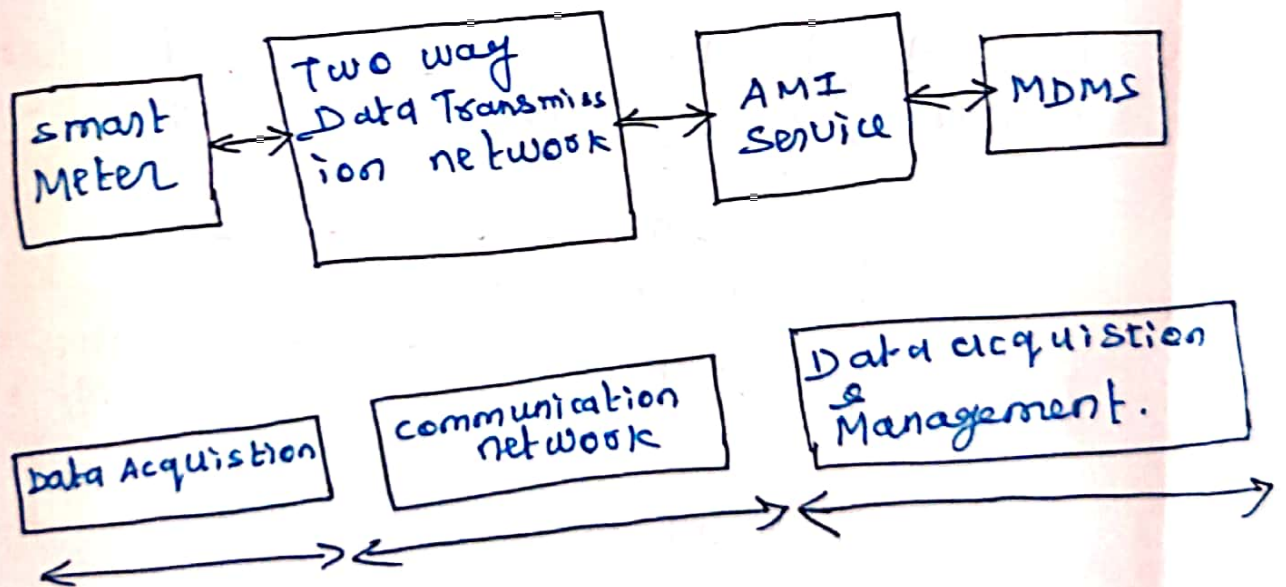 smart
Meter
Two way
Data Transmiss
ion network
AMI
Service
MDMS
Data Acquistion
communication
network
Data acquistion
&
Management.